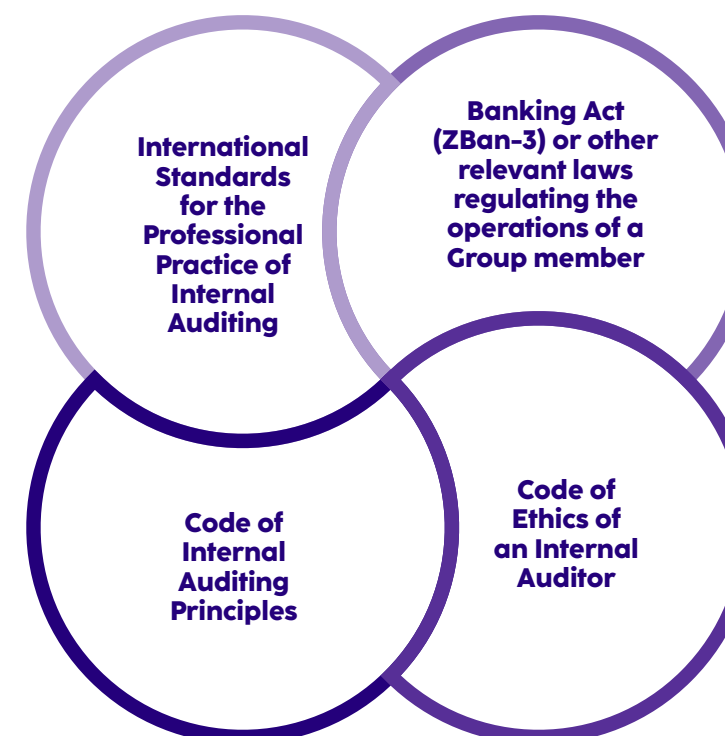 International
Standards
for the
Professional
Practice of
Internal
Auditing
Banking Act
(ZBan-3) or other
relevant laws
regulating the
operations of a
Group member
Code of
Internal
Auditing
Principles
Code of
Ethics of
an Internal
Auditor